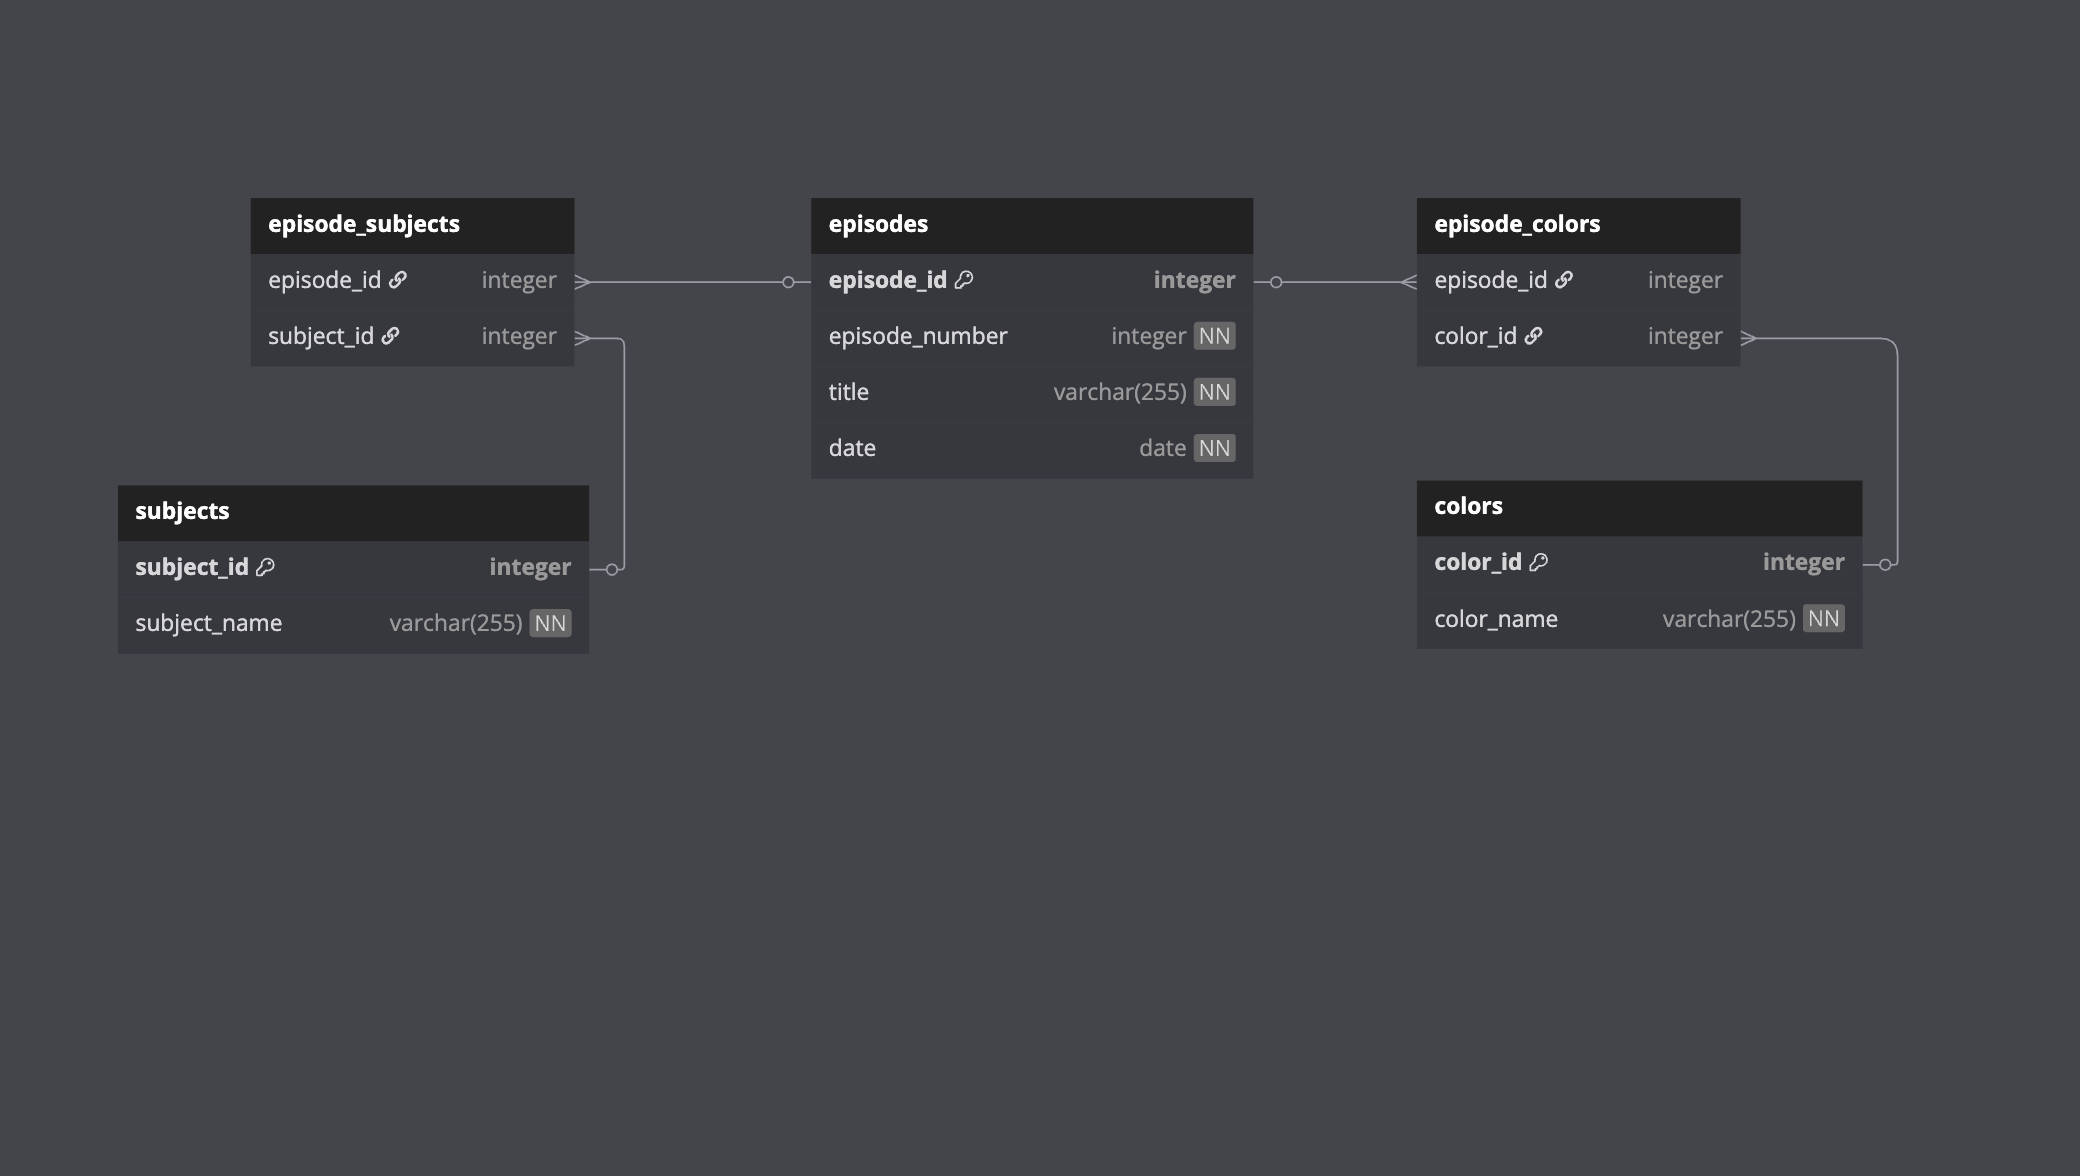 episode_subjects
episode_id integer
subject_id integer
episodes
episode_id integer
episode_number integer NN
title varchar(255) NN
date date NN
episode_colors
episode_id integer
color_id integer
subjects
subject_id integer
subject_name varchar(255) NN
colors
color_id integer
color_name varchar(255) NN